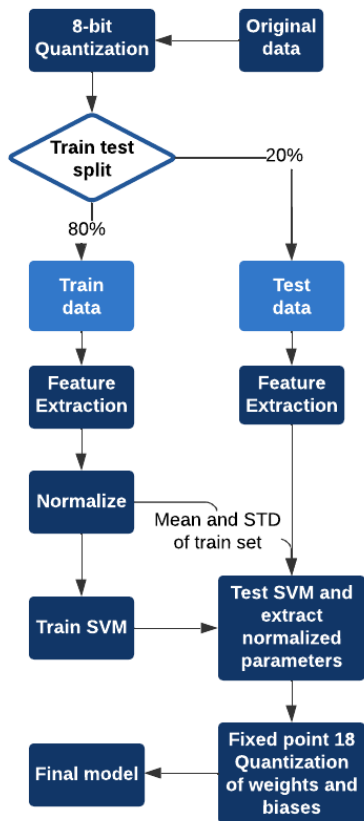 8-bit
Quantization
Original
data
Train test
split
20%
80%
Train
data
Test
data
Feature
Extraction
Feature
Extraction
Normalize
Mean and STD
of train set
Train SVM
Test SVM and
extract
normalized
parameters
Final model
Fixed point 18
Quantization
of weights and
biases